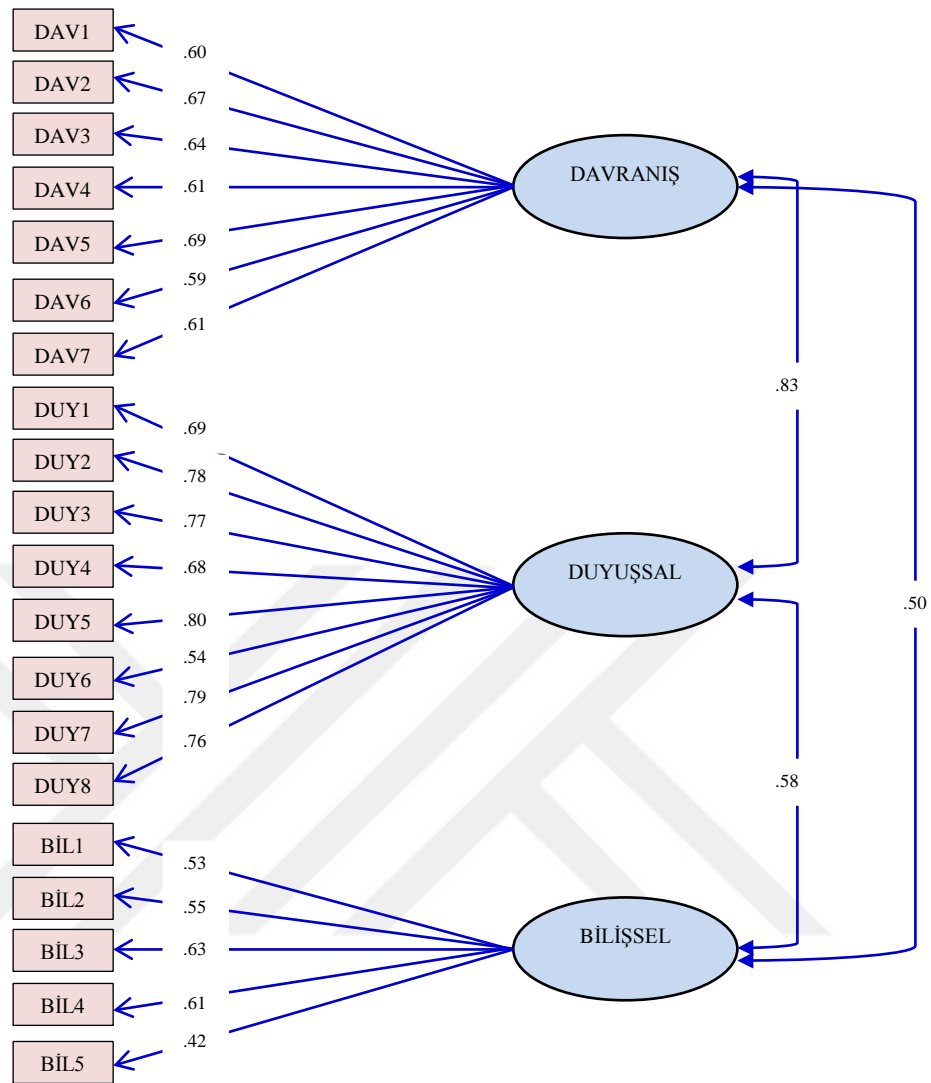 DAV1
.60
DAV2
.67
DAV3
.64
DAV4
.61
DAV5
.69
DAV6
.59
DAV7
.61
DAVRANIŞ
.83
DUY1
.69
DUY2
.78
DUY3
.77
DUY4
.68
DUY5
.80
DUY6
.54
DUY7
.79
DUY8
.76
DUYUŞSAL
.50
.58
BİL1
.53
BİL2
.55
BİL3
.63
BİL4
.61
BİL5
.42
BİLİŞSEL